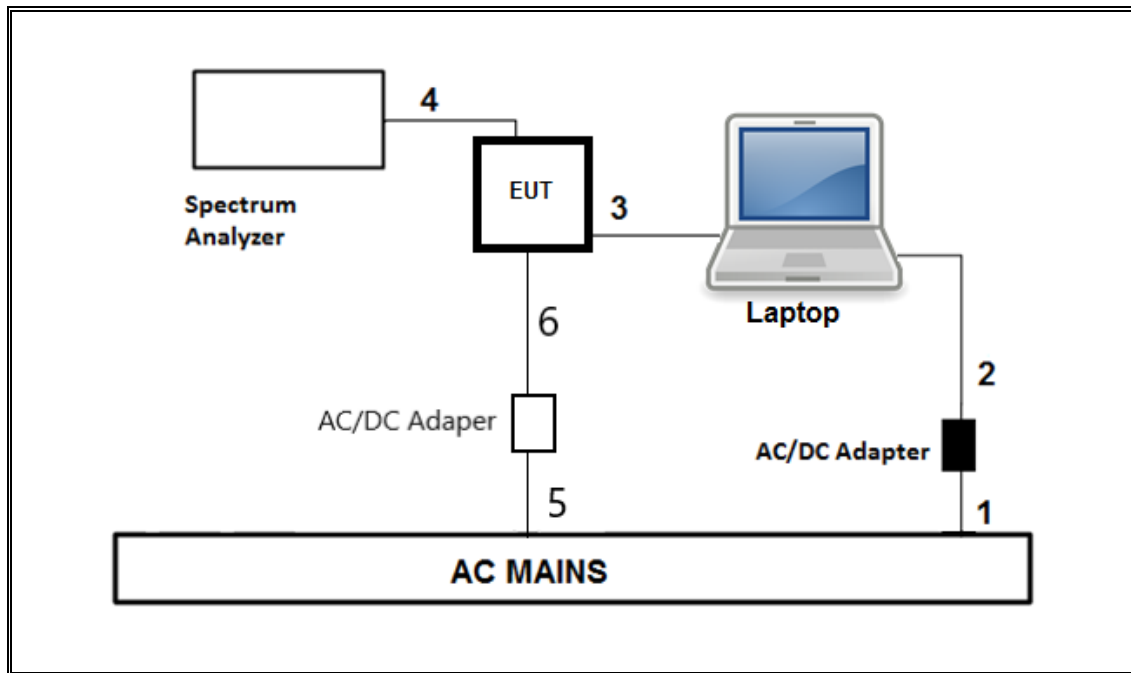 4
EUT
3
Spectrum
Analyzer
Laptop
6
2
AC/DC Adaper
AC/DC Adapter
5
1
AC MAINS